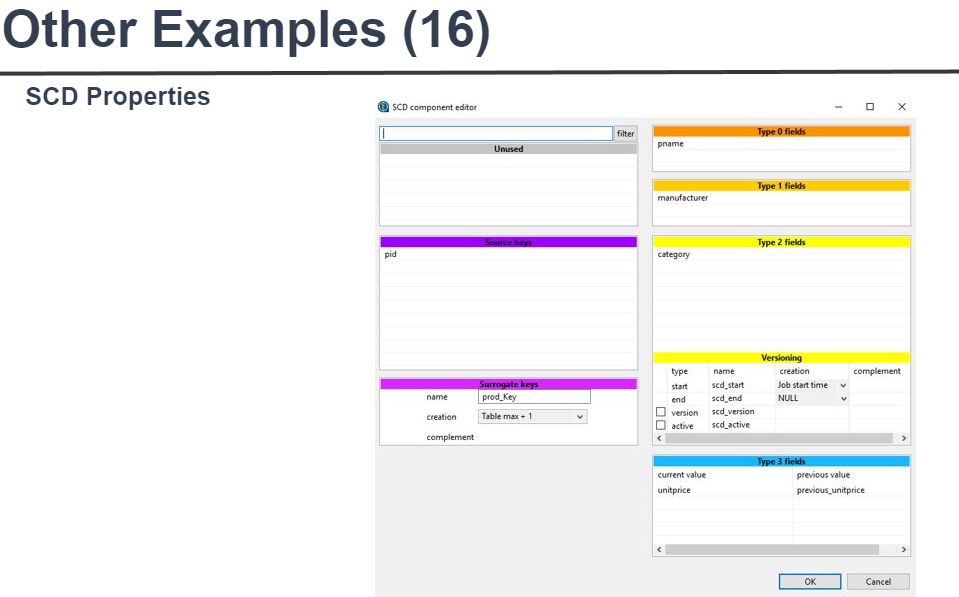 Other Examples (16)
SCD Properties
SCD component editor
filter
Unused
Source keys
pid
Surrogate keys
name prod_Key
creation Table max + 1
complement
Type 0 fields
pname
Type 1 fields
manufacturer
Type 2 fields
category
Versioning
type name creation complement
start scd_start Job start time
end scd_end NULL
version scd_version
active scd_active
Type 3 fields
current value previous value
unitprice previous_unitprice
OK Cancel